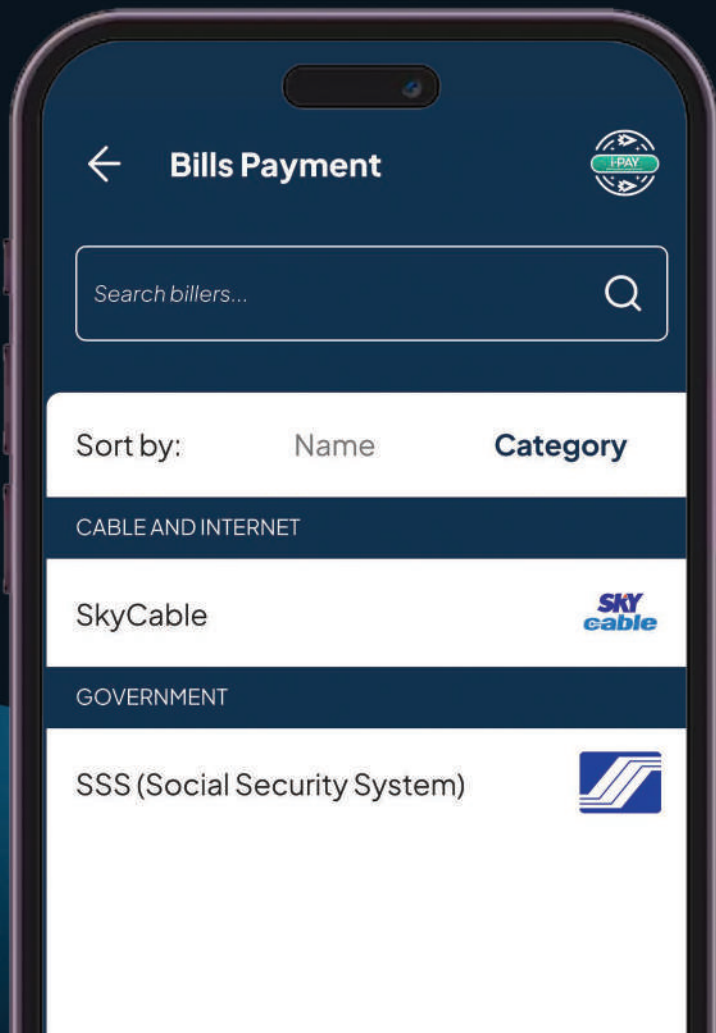 Bills Payment
i-PAY
Search billers...
Sort by: Name Category
CABLE AND INTERNET
SkyCable
SKY
cable
GOVERNMENT
SSS (Social Security System)